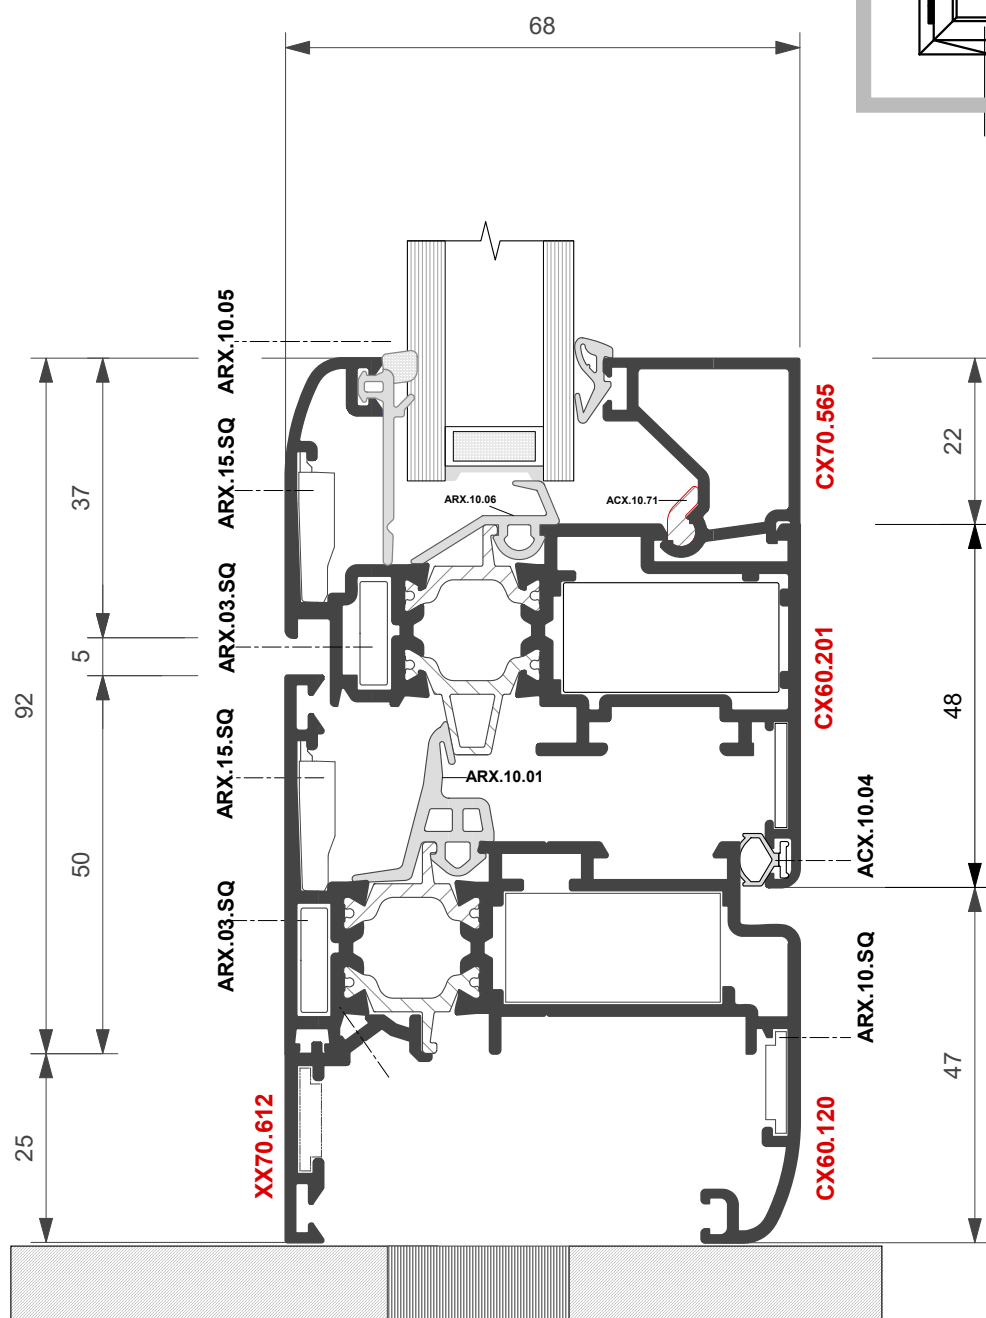 68
ARX.10.05
ARX.15.SQ
ARX.03.SQ
ARX.15.SQ
ARX.03.SQ
ARX.10.06
ACX.10.71
ARX.10.01
CX70.565
CX60.201
ACX.10.04
ARX.10.SQ
CX60.120
XX70.612
37
5
92
50
25
22
48
47